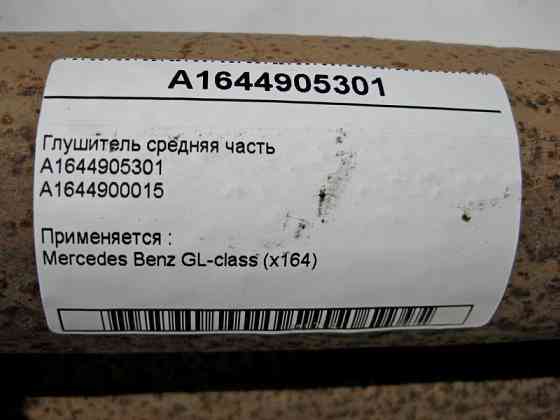 A1644905301
Глушитель средняя часть
A1644905301
A1644900015
Применяется :
Mercedes Benz GL-class (x164)